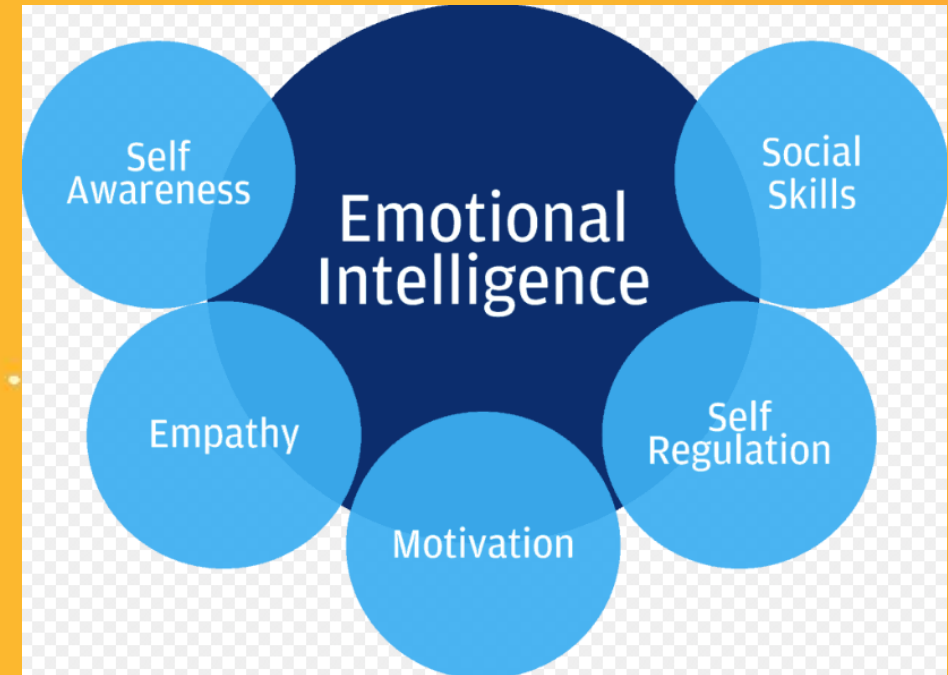 Emotional
Intelligence
Self
Awareness
Empathy
Motivation
Self
Regulation
Social
Skills